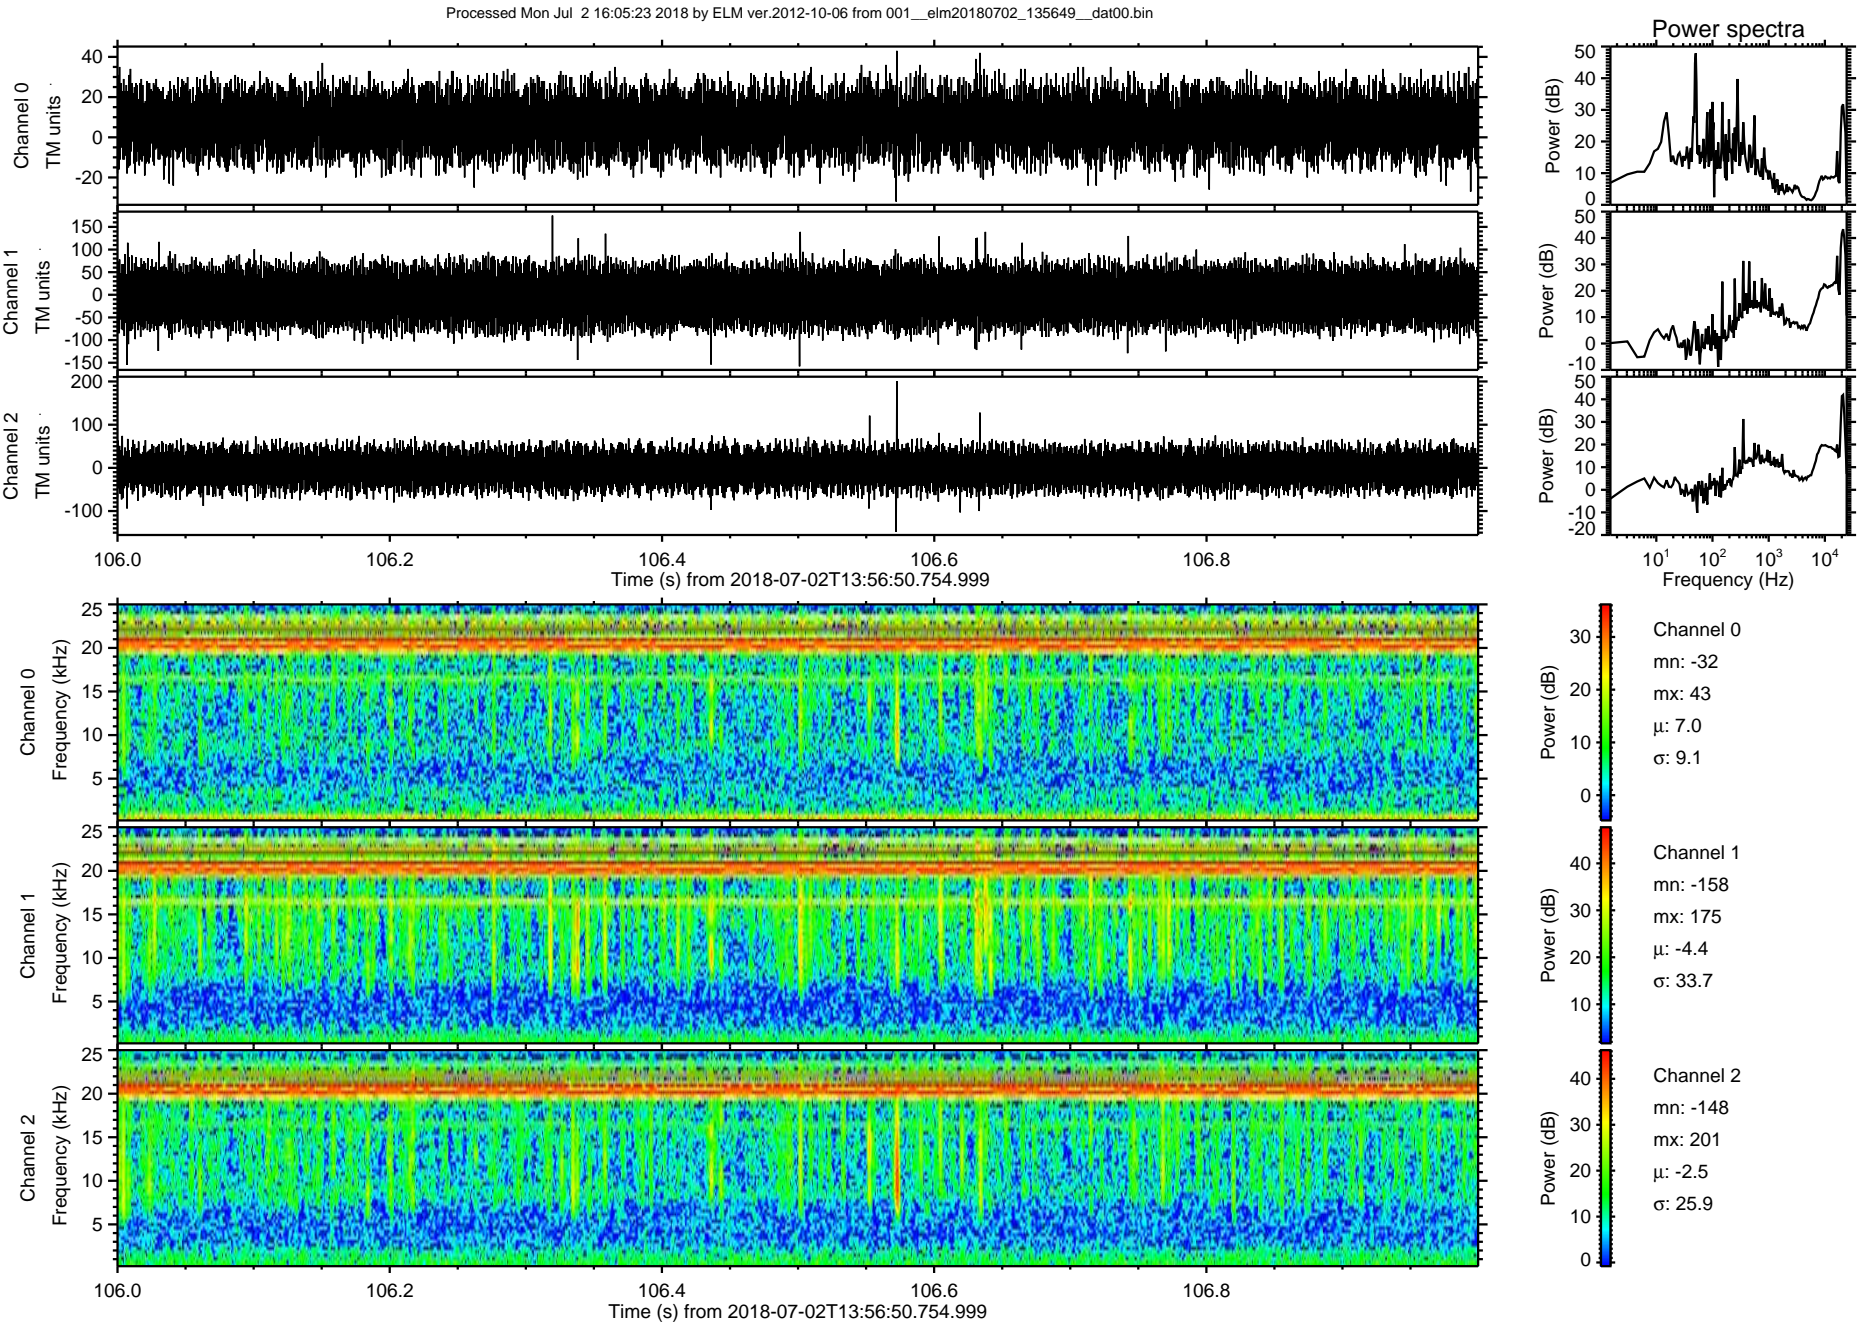 Processed Mon Jul  2 16:05:23 2018 by ELM ver.2012-10-06 from 001__elm20180702_135649__dat00.bin
Power spectra
Channel 0
TM units
40
20
0
-20
Power (dB)
50
40
30
20
10
0
Channel 1
TM units
150
100
50
0
-50
-100
-150
Power (dB)
50
40
30
20
10
0
-10
Channel 2
TM units
200
100
0
-100
Power (dB)
50
40
30
20
10
0
-10
-20
106.0 106.2 106.4 106.6 106.8
Time (s) from 2018-07-02T13:56:50.754.999
10¹ 10² 10³ 10⁴
Frequency (Hz)
Channel 0
Frequency (kHz)
25
20
15
10
5
Power (dB)
30
20
10
0
Channel 0
mn: -32
mx: 43
μ: 7.0
σ: 9.1
Channel 1
Frequency (kHz)
25
20
15
10
5
Power (dB)
40
30
20
10
Channel 1
mn: -158
mx: 175
μ: -4.4
σ: 33.7
Channel 2
Frequency (kHz)
25
20
15
10
5
Power (dB)
40
30
20
10
0
Channel 2
mn: -148
mx: 201
μ: -2.5
σ: 25.9
106.0 106.2 106.4 106.6 106.8
Time (s) from 2018-07-02T13:56:50.754.999